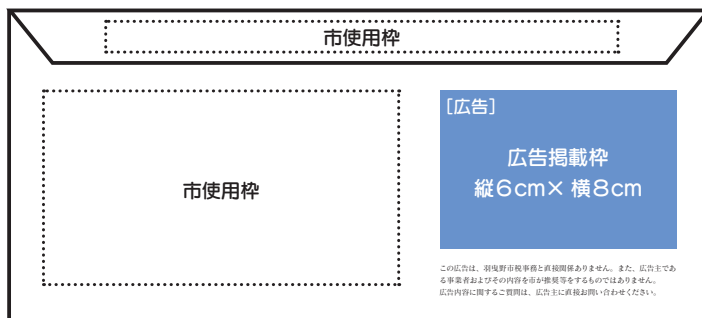 市使用枠
市使用枠
[広告]
広告掲載枠
縦6cm×横8cm
この広告は、羽曳野市税事務と直接関係ありません。また、広告主であ
る事業者およびその内容を市が推奨等をするものではありません。
広告内容に関するご質問は、広告主に直接お問い合わせください。